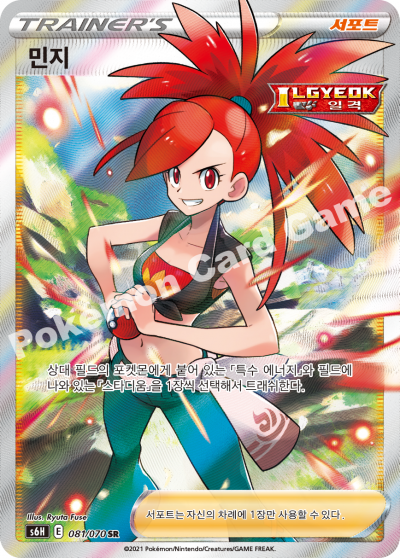 TRAINER'S
서포트
민지
ILGYEOK
일격
Pokémon Card Game
상대 필드의 포켓몬에게 붙어 있는 「특수 에너지」와 필드에
나와 있는 「스타디움」을 1장씩 선택해서 트래쉬한다.
Illus. Ryuta Fuse
s6H E 081/070 SR
서포트는 자신의 차례에 1장만 사용할 수 있다.
©2021 Pokémon/Nintendo/Creatures/GAME FREAK.